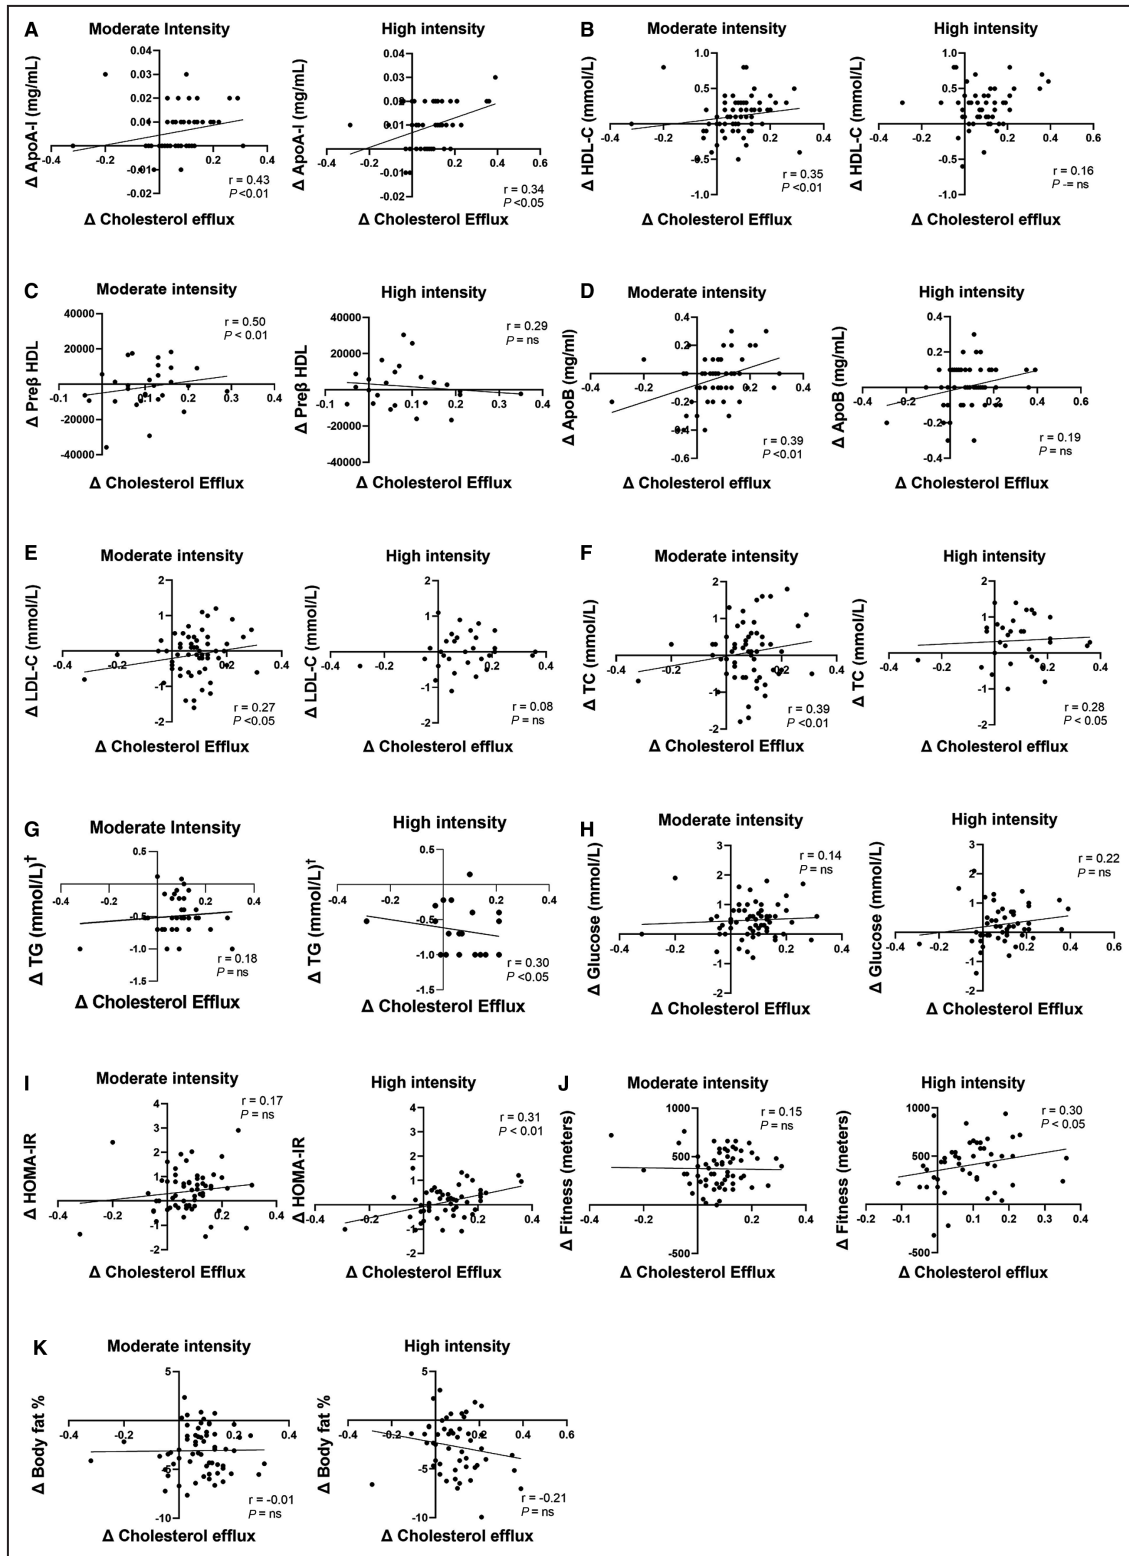 A
Moderate Intensity
Δ ApoA-I (mg/mL)
0.04
0.03
0.02
0.01
-0.01
-0.02
-0.4 -0.2 0.2 0.4
r = 0.43
P <0.01
Δ Cholesterol efflux
High intensity
Δ ApoA-I (mg/mL)
0.04
0.03
0.02
0.01
0.00
-0.01
-0.02
-0.4 0.2 0.4 0.6
r = 0.34
P <0.05
Δ Cholesterol Efflux
B
Moderate intensity
Δ HDL-C (mmol/L)
1.0
0.5
-0.5
-1.0
-0.4 -0.2 0.2 0.4
r = 0.35
P <0.01
Δ Cholesterol efflux
High intensity
Δ HDL-C (mmol/L)
1.0
0.5
0.0
-0.5
-1.0
-0.4 -0.2 0.2 0.4 0.6
r = 0.16
P -= ns
Δ Cholesterol efflux
C
Moderate intensity
Δ Preβ HDL
40000
20000
-20000
-40000
-0.1 0.1 0.2 0.3 0.4
r = 0.50
P < 0.01
Δ Cholesterol Efflux
High intensity
Δ Preβ HDL
40000
20000
0
-20000
-40000
-0.1 0.1 0.2 0.3 0.4
r = 0.29
P = ns
Δ Cholesterol Efflux
D
Moderate intensity
Δ ApoB (mg/ml)
0.4
0.2
-0.2
-0.4
-0.6
-0.4 -0.2 0.2 0.4
r = 0.39
P <0.01
Δ Cholesterol efflux
High intensity
Δ ApoB (mg/mL)
0.4
0.2
0.0
-0.2
-0.4
-0.4 -0.2 0.2 0.4 0.6
r = 0.19
P = ns
Δ Cholesterol Efflux
E
Moderate intensity
Δ LDL-C (mmol/L)
2
1
-1
-2
-0.4 -0.2 0.2 0.4
r = 0.27
P <0.05
Δ Cholesterol Efflux
High intensity
Δ LDL-C (mmol/L)
2
1
-1
-2
-0.4 -0.2 0.2 0.4
r = 0.08
P = ns
Δ Cholesterol efflux
F
Moderate intensity
Δ TC (mmol/L)
2
1
-1
-2
-0.4 -0.2 0.2 0.4
r = 0.39
P <0.01
Δ Cholesterol Efflux
High intensity
Δ TC (mmol/L)
2
1
0
-1
-2
-0.4 -0.2 0.2 0.4
r = 0.28
P < 0.05
Δ Cholesterol efflux
G
Moderate Intensity
Δ TG (mmol/L)†
0.5
-0.5
-1.0
-1.5
-0.4 -0.2 0.2 0.4
r = 0.18
P = ns
Δ Cholesterol Efflux
High intensity
Δ TG (mmol/L)†
0.5
-0.5
-1.0
-1.5
-0.4 -0.2 0.2 0.4
r = 0.30
P <0.05
Δ Cholesterol Efflux
H
Moderate intensity
Δ Glucose (mmol/L)
3
2
1
-1
-2
-0.4 -0.2 0.2 0.4
r = 0.14
P = ns
Δ Cholesterol Efflux
High intensity
Δ Glucose (mmol/L)
3
2
1
-1
-2
-0.4 -0.2 0.2 0.4 0.6
r = 0.22
P = ns
Δ Cholesterol Efflux
I
Moderate intensity
Δ HOMA-IR
4
3
2
1
-2
-0.4 -0.2 0.2 0.4
r = 0.17
P = ns
Δ Cholesterol Efflux
High intensity
Δ HOMA-IR
4
3
2
1
-1
-2
-0.4 -0.2 0.2 0.4
r = 0.31
P < 0.01
Δ Cholesterol Efflux
J
Moderate intensity
Δ Fitness (meters)
1000
500
-500
-0.4 -0.2 0.2 0.4
r = 0.15
P = ns
Δ Cholesterol Efflux
High intensity
Δ Fitness (meters)
1000
500
-500
-0.2 -0.1 0.1 0.2 0.3 0.4
r = 0.30
P < 0.05
Δ Cholesterol efflux
K
Moderate intensity
Δ Body fat %
5
-5
-10
-0.4 -0.2 0.2 0.4
r = -0.01
P = ns
Δ Cholesterol efflux
High intensity
Δ Body fat %
5
-5
-10
-0.4 -0.2 0.2 0.4 0.6
r = -0.21
P = ns
Δ Cholesterol efflux